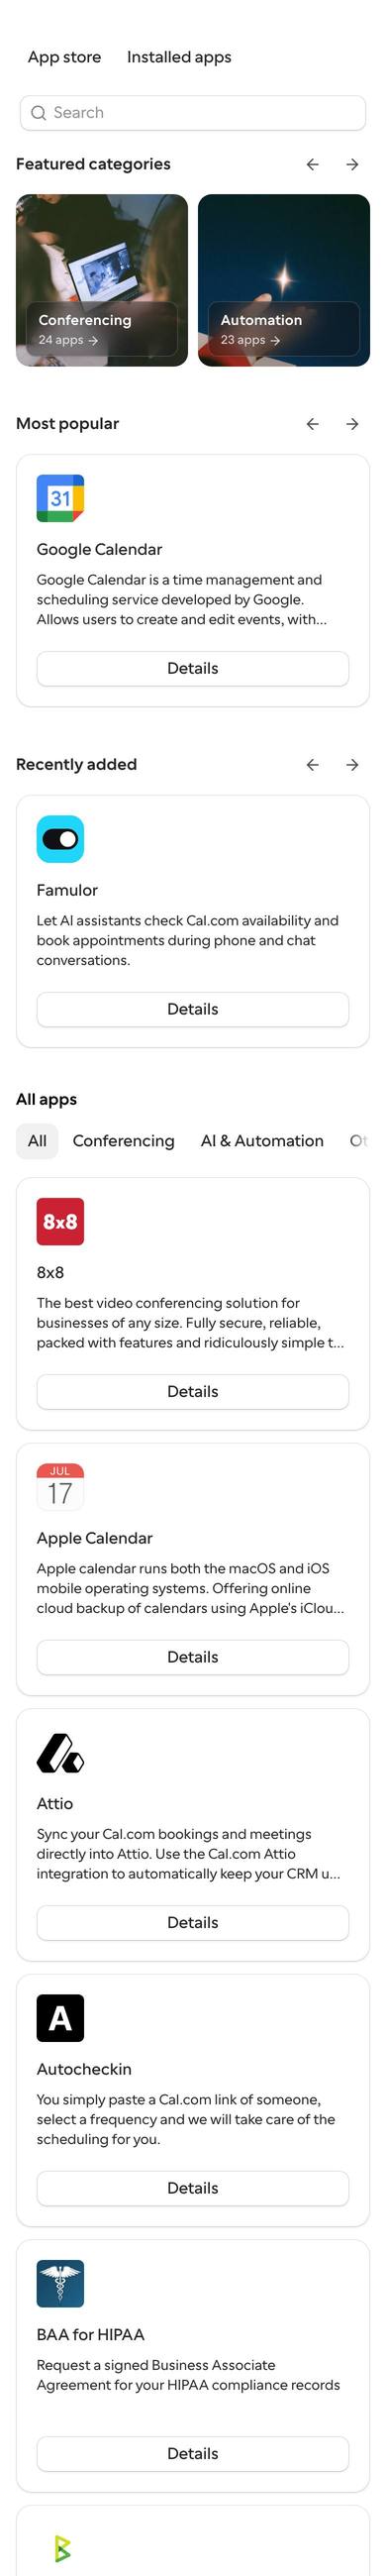 App store Installed apps
Search
Featured categories
Conferencing
24 apps →
Automation
23 apps →
Most popular
31
Google Calendar
Google Calendar is a time management and
scheduling service developed by Google.
Allows users to create and edit events, with...
Details
Recently added
Famulor
Let AI assistants check Cal.com availability and
book appointments during phone and chat
conversations.
Details
All apps
All Conferencing AI & Automation Ot
8x8
8x8
The best video conferencing solution for
businesses of any size. Fully secure, reliable,
packed with features and ridiculously simple t...
Details
JUL
17
Apple Calendar
Apple calendar runs both the macOS and iOS
mobile operating systems. Offering online
cloud backup of calendars using Apple's iClou...
Details
Attio
Sync your Cal.com bookings and meetings
directly into Attio. Use the Cal.com Attio
integration to automatically keep your CRM u...
Details
A
Autocheckin
You simply paste a Cal.com link of someone,
select a frequency and we will take care of the
scheduling for you.
Details
BAA for HIPAA
Request a signed Business Associate
Agreement for your HIPAA compliance records
Details